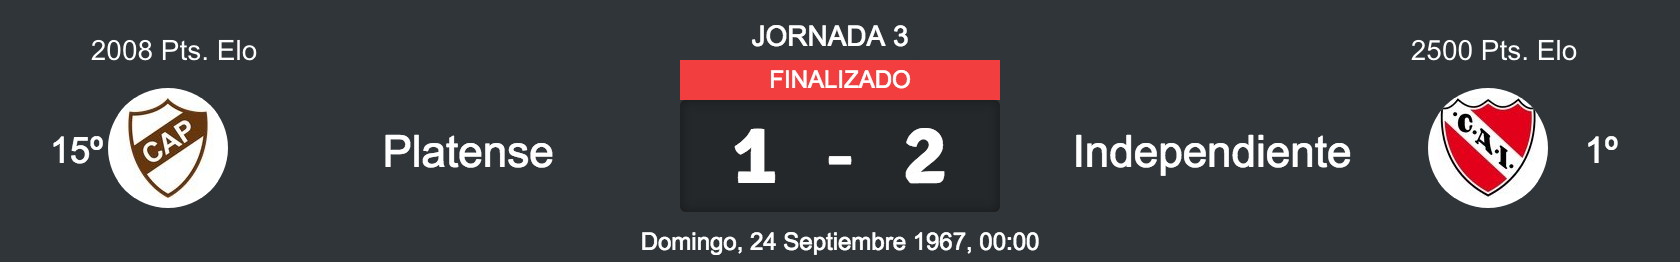 JORNADA 3
2008 Pts. Elo
2500 Pts. Elo
FINALIZADO
15º
CAP
Platense
1 - 2
Independiente
C.A.I.
1º
Domingo, 24 Septiembre 1967, 00:00